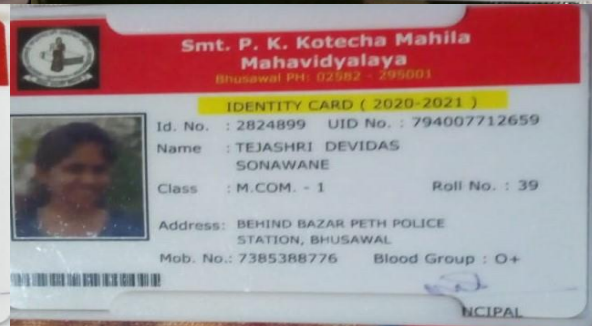 Smt. P. K. Kotecha Mahila
Mahavidyalaya
Bhusawal PH: 02582 - 295001
IDENTITY CARD ( 2020-2021 )
Id. No. : 2824899 UID No. : 794007712659
Name : TEJASHRI DEVIDAS
SONAWANE
Class : M.COM. - 1 Roll No. : 39
Address: BEHIND BAZAR PETH POLICE
STATION, BHUSAWAL
Mob. No.: 7385388776 Blood Group : O+
NCIPAL